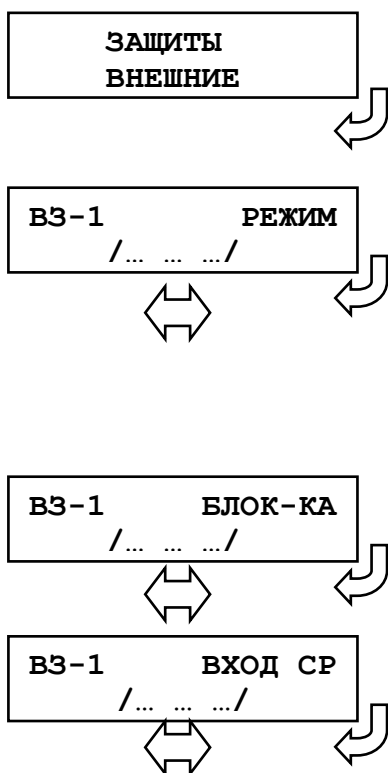 ЗАЩИТЫ
ВНЕШНИЕ
ВЗ-1 РЕЖИМ
/… … …/
ВЗ-1 БЛОК-КА
/… … …/
ВЗ-1 ВХОД СР
/… … …/